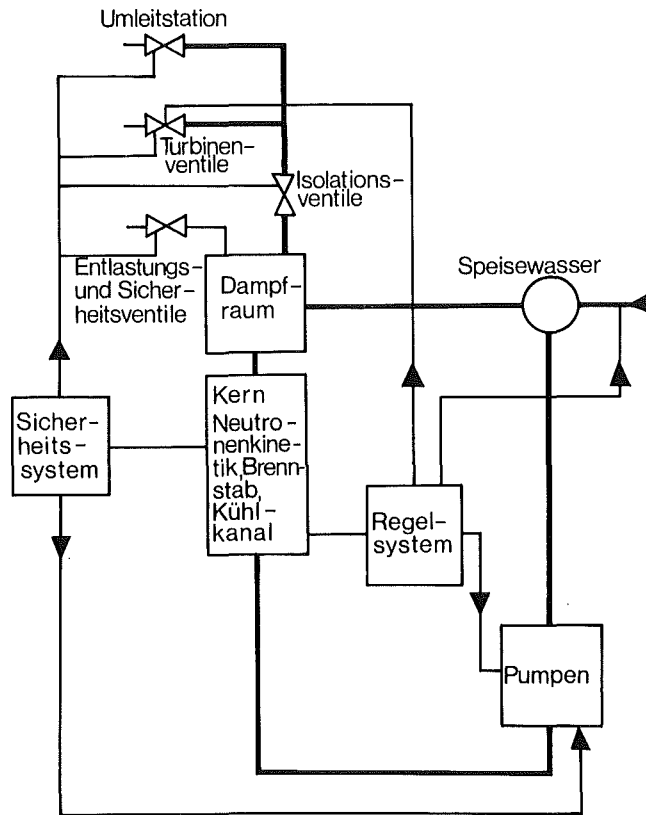 Umleitstation
Turbinen-
ventile
Isolations-
ventile
Entlastungs-
und Sicher-
heitsventile
Dampf-
raum
Speisewasser
Sicher-
heits-
system
Kern
Neutro-
nenkine-
tik,Brenn-
stab,
Kühl-
kanal
Regel-
system
Pumpen